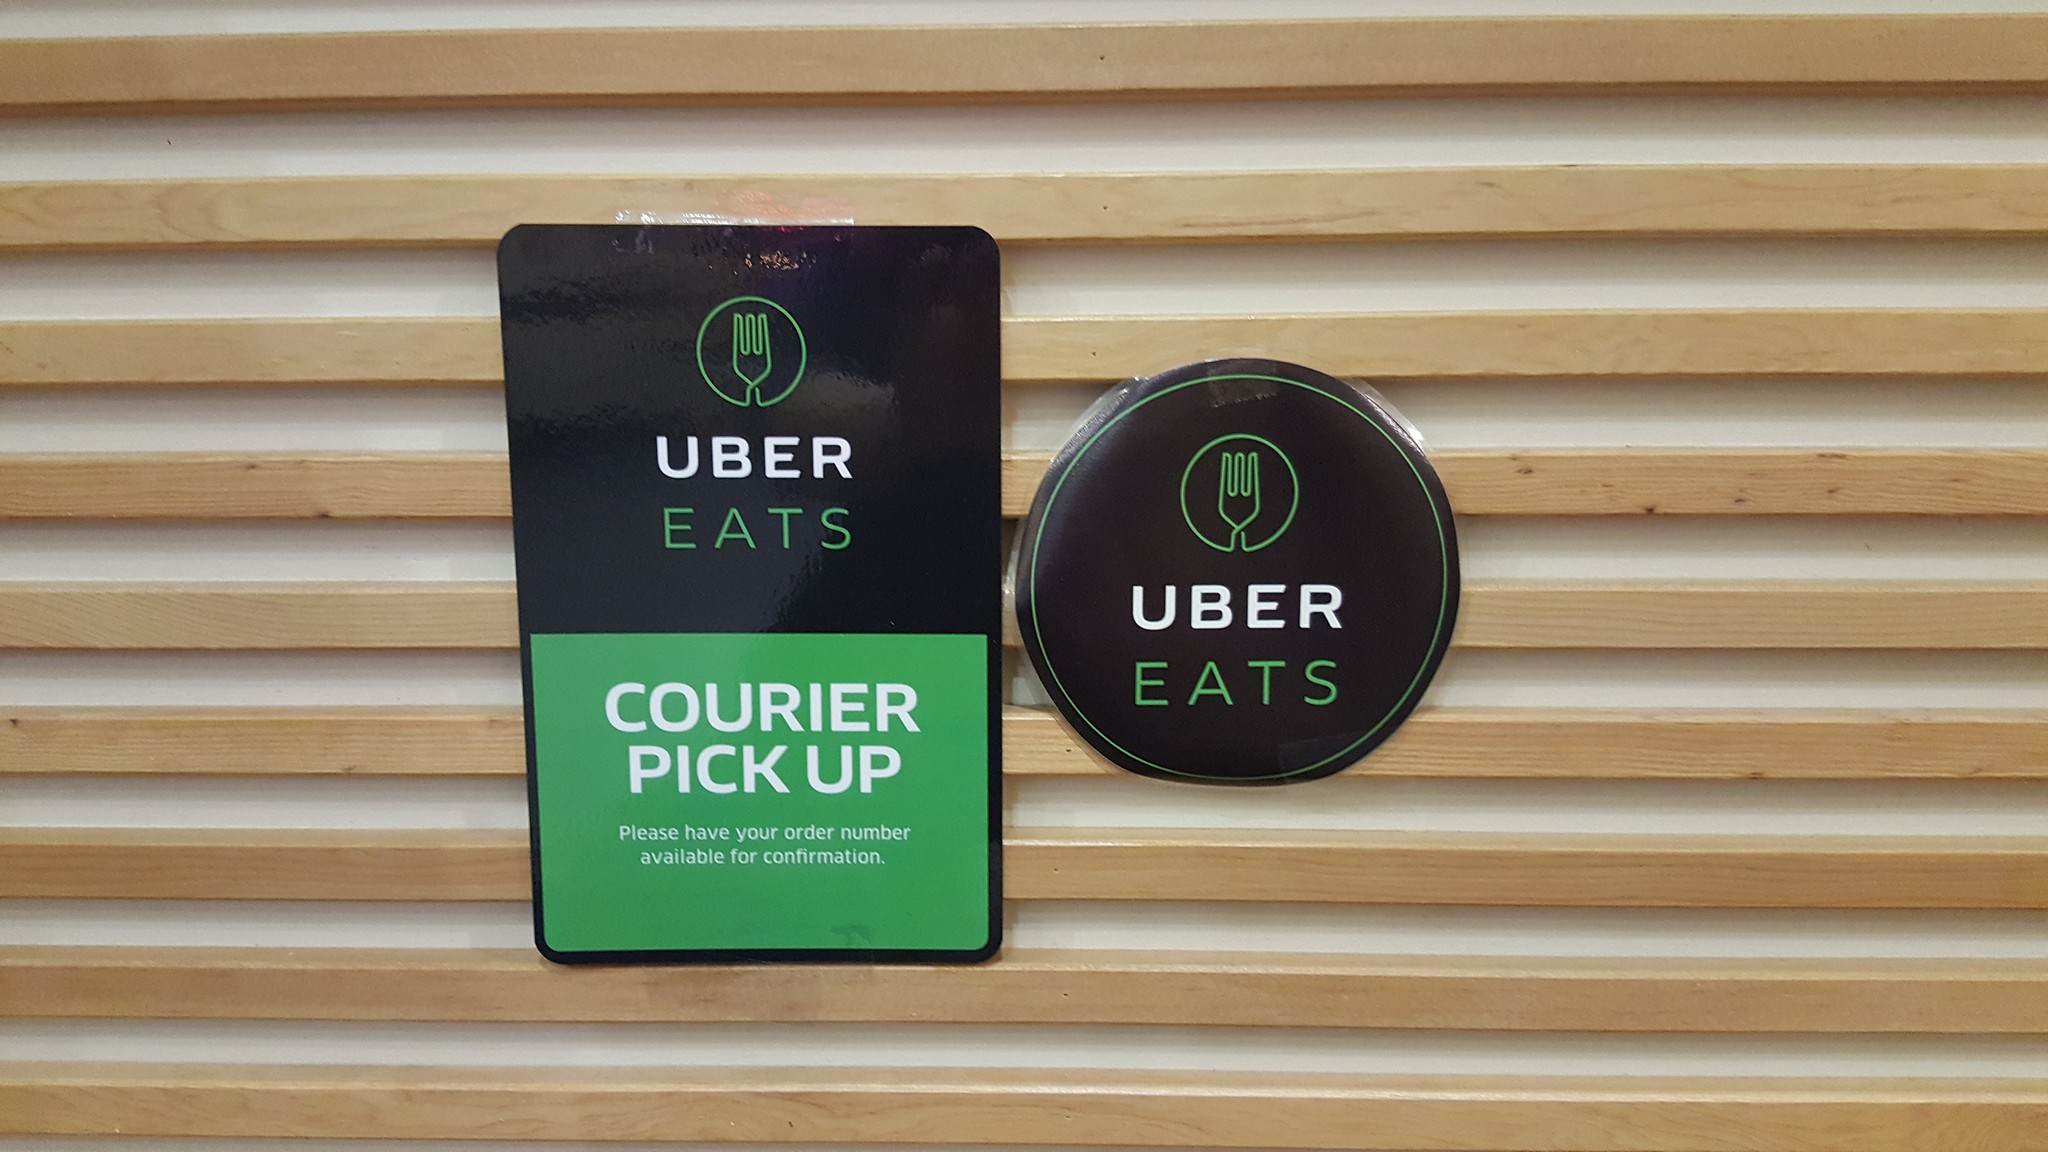 UBER
EATS
COURIER
PICK UP
Please have your order number
available for confirmation.
UBER
EATS